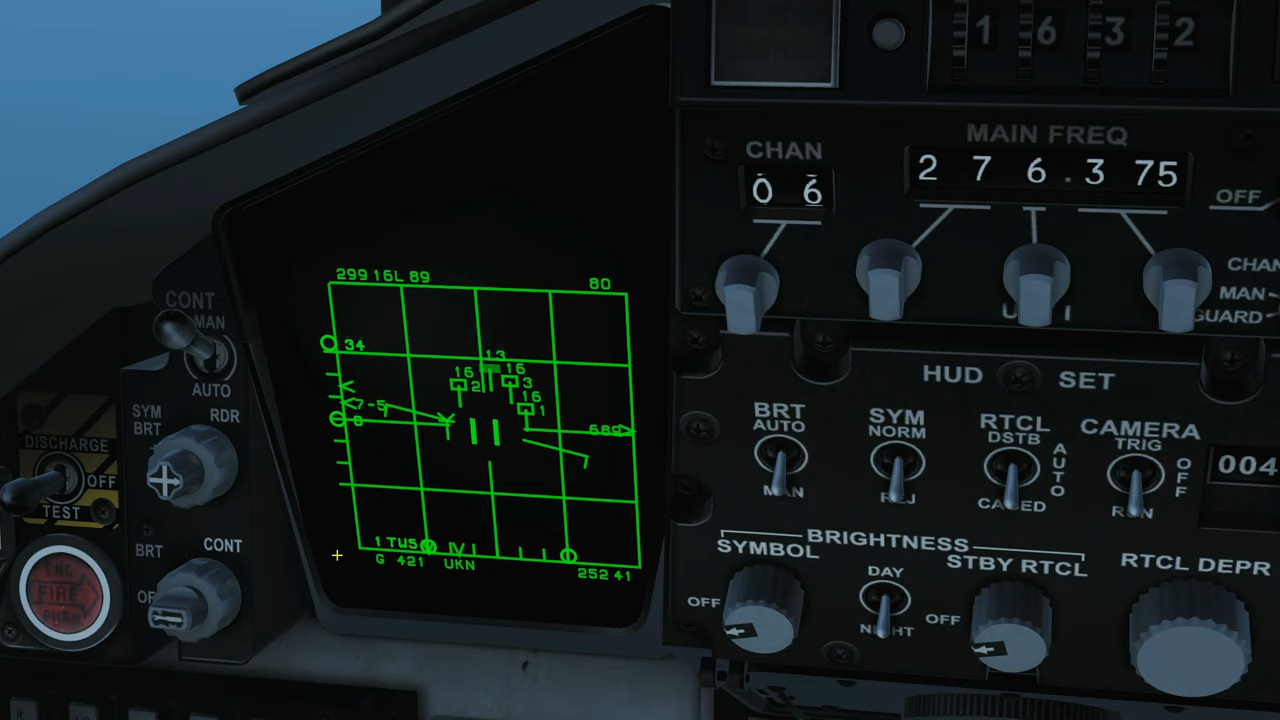 1 6 3 2
MAIN FREQ
CHAN
2 7 6 . 3 75
0 6
OFF
CHAN
MAN
GUARD
CONT
MAN
AUTO
299 16L 89
80
34
13
16
16
2
3
16
1
7-5
0
689
1 TWS
G 421
UKN
252 41
SYM
BRT
RDR
DISCHARGE
OFF
TEST
BRT
CONT
FIRE
HUD
SET
BRT
AUTO
MAN
SYM
NORM
REJ
RTCL
DSTB
CAGED
AUTO
CAMERA
TRIG
RUN
OFF
004
BRIGHTNESS
SYMBOL
STBY RTCL
RTCL DEPR
OFF
DAY
NIGHT
OFF